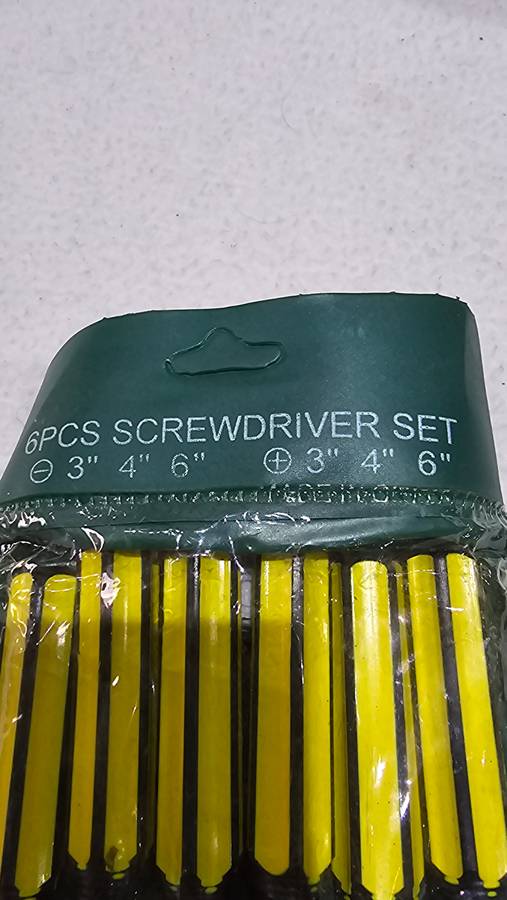 6PCS SCREWDRIVER SET
⊖ 3" 4" 6" ⊕ 3" 4" 6"